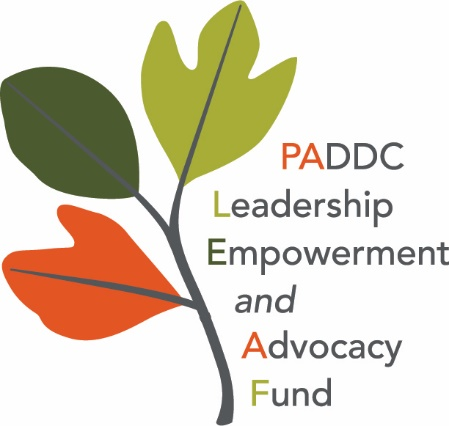 PADDC
Leadership
Empowerment
and
Advocacy
Fund